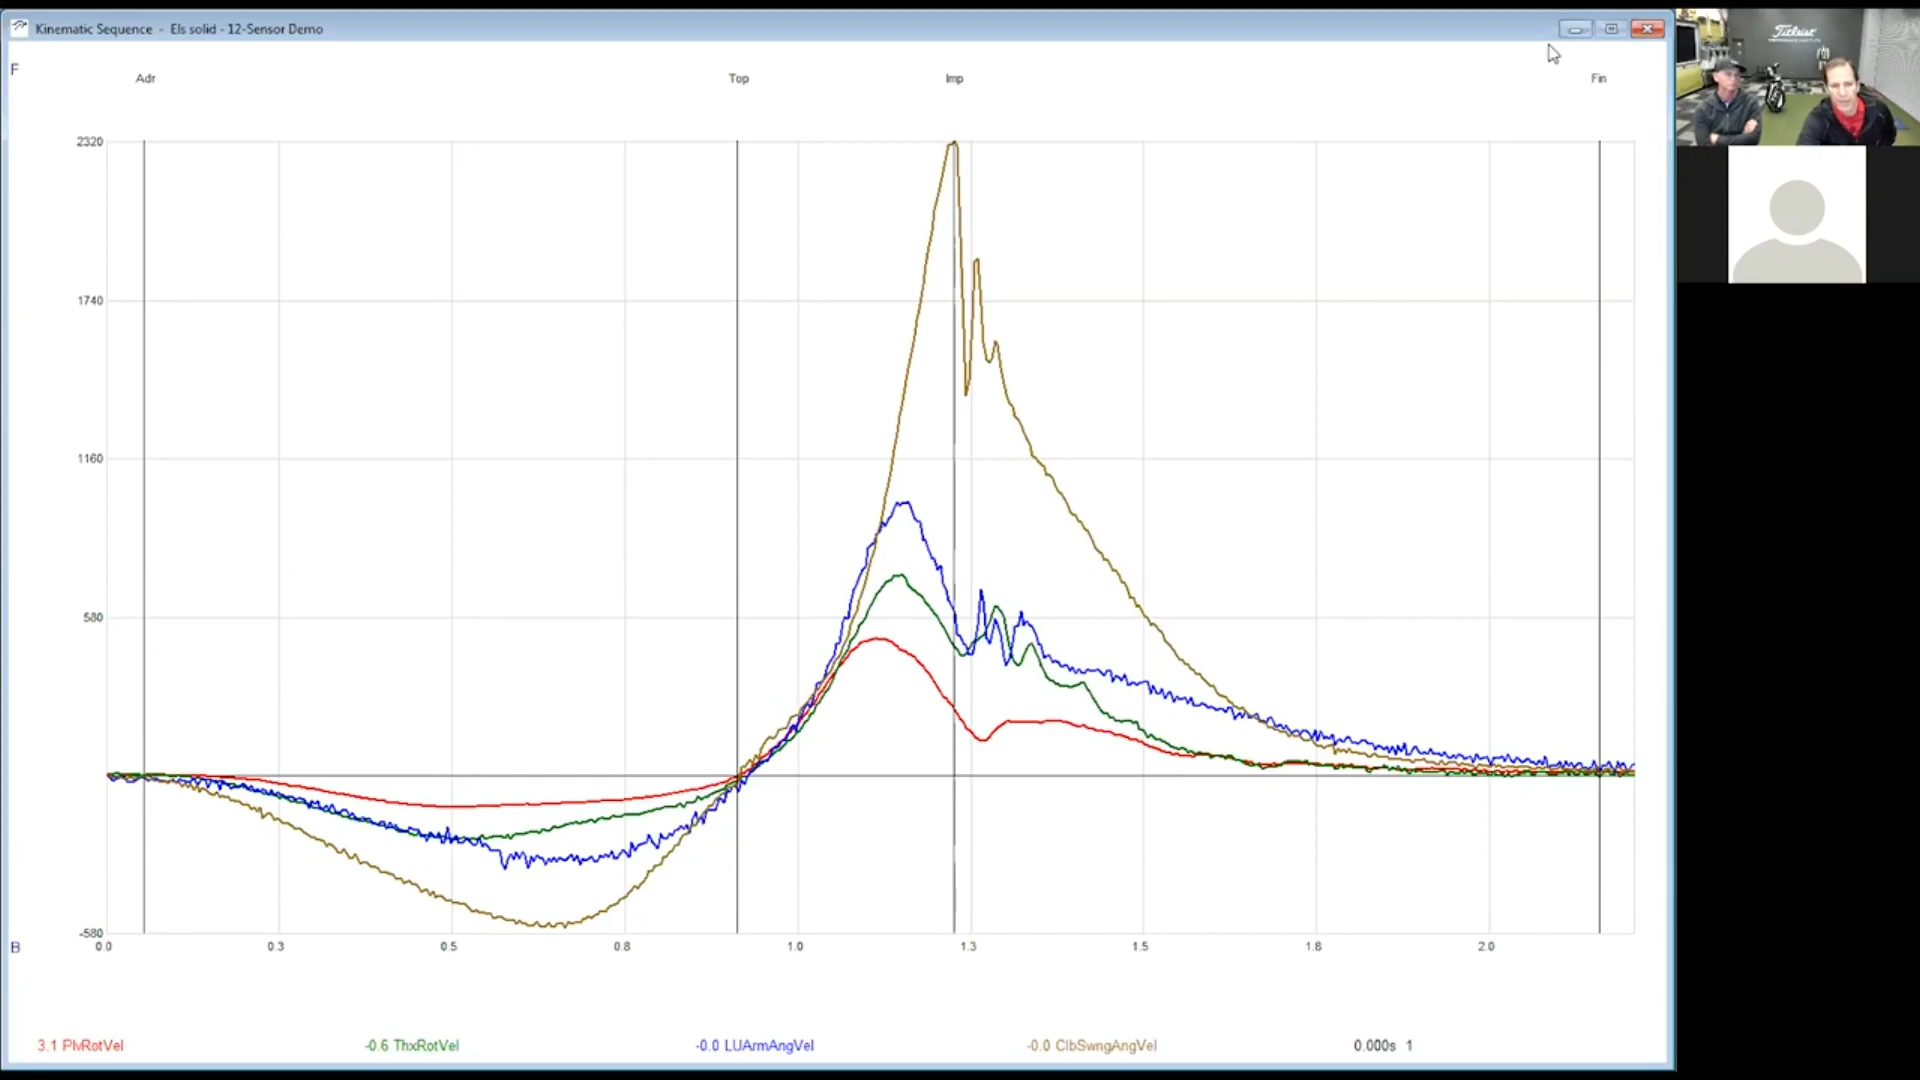 Kinematic Sequence - Els solid - 12-Sensor Demo
F
Adr Top Imp Fin
2320
1740
1160
580
-580
0.0 0.3 0.5 0.8 1.0 1.3 1.5 1.8 2.0
B
3.1 PlvRotVel -0.6 ThxRotVel -0.0 LUArmAngVel -0.0 ClbSwngAngVel 0.000s 1
Titleist